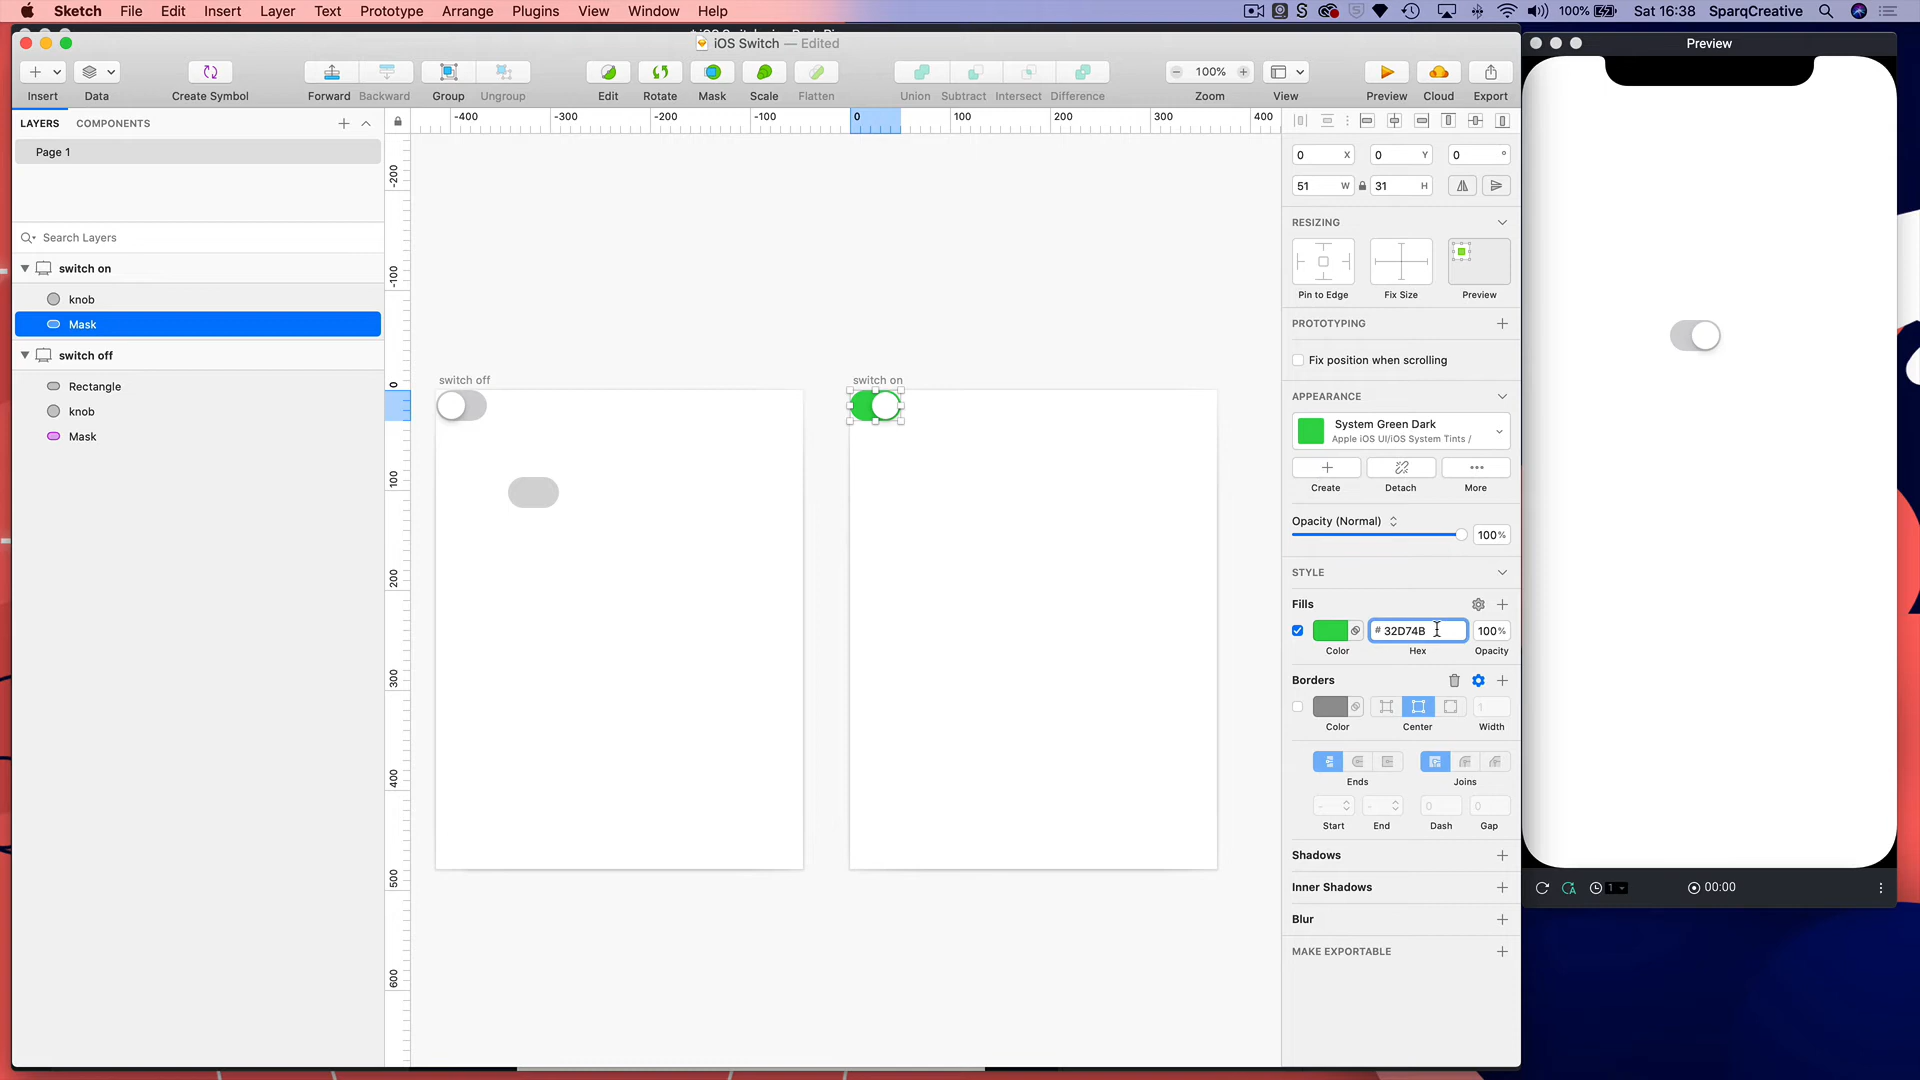 Sketch File Edit Insert Layer Text Prototype Arrange Plugins View Window Help
100% Sat 16:38 SparqCreative
iOS Switch — Edited
Preview
100%
Insert Data Create Symbol Forward Backward Group Ungroup Edit Rotate Mask Scale Flatten Union Subtract Intersect Difference Zoom View Preview Cloud Export
LAYERS COMPONENTS
-400 -300 -200 -100 0 100 200 300 400
Page 1
0 X 0 Y 0 °
51 W 31 H
-200
-100
0
100
200
300
400
500
600
RESIZING
Search Layers
switch on
knob
Mask
switch off
Rectangle
knob
Mask
Pin to Edge Fix Size Preview
PROTOTYPING
Fix position when scrolling
switch off
switch on
APPEARANCE
System Green Dark
Apple iOS UI/iOS System Tints /
Create Detach More
Opacity (Normal)
100%
STYLE
Fills
# 32D74B 100%
Color Hex Opacity
Borders
1
Color Center Width
Ends Joins
- - 0 0
Start End Dash Gap
Shadows
Inner Shadows
Blur
MAKE EXPORTABLE
1 00:00